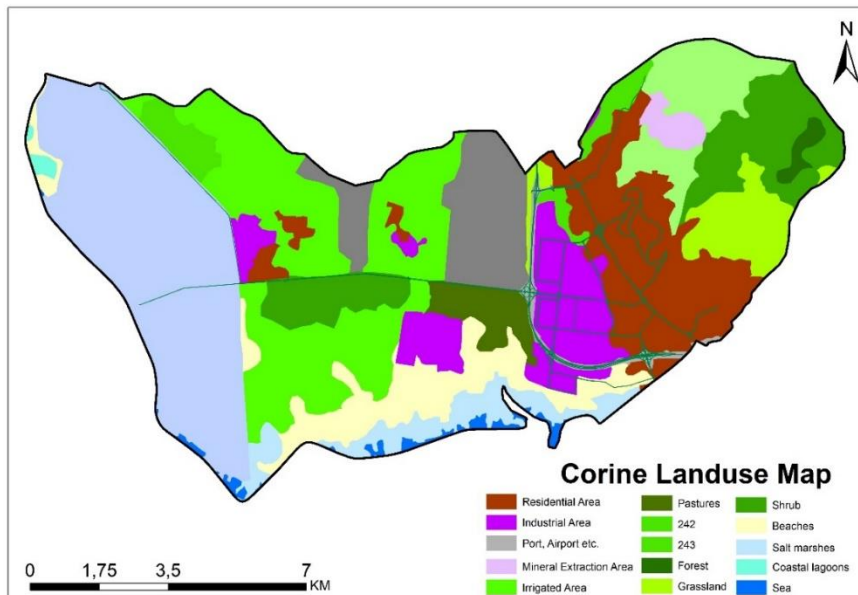 N
Corine Landuse Map
Residential Area
Industrial Area
Port, Airport etc.
Mineral Extraction Area
Irrigated Area
Pastures
242
243
Forest
Grassland
Shrub
Beaches
Salt marshes
Coastal lagoons
Sea
0 1,75 3,5 7
KM